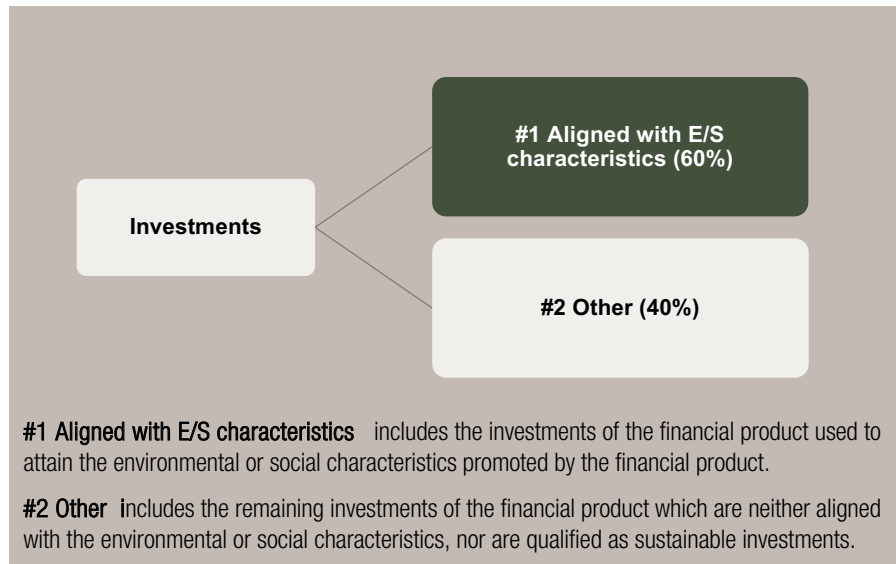 #1 Aligned with E/S
characteristics (60%)
Investments
#2 Other (40%)
#1 Aligned with E/S characteristics includes the investments of the financial product used to
attain the environmental or social characteristics promoted by the financial product.
#2 Other includes the remaining investments of the financial product which are neither aligned
with the environmental or social characteristics, nor are qualified as sustainable investments.